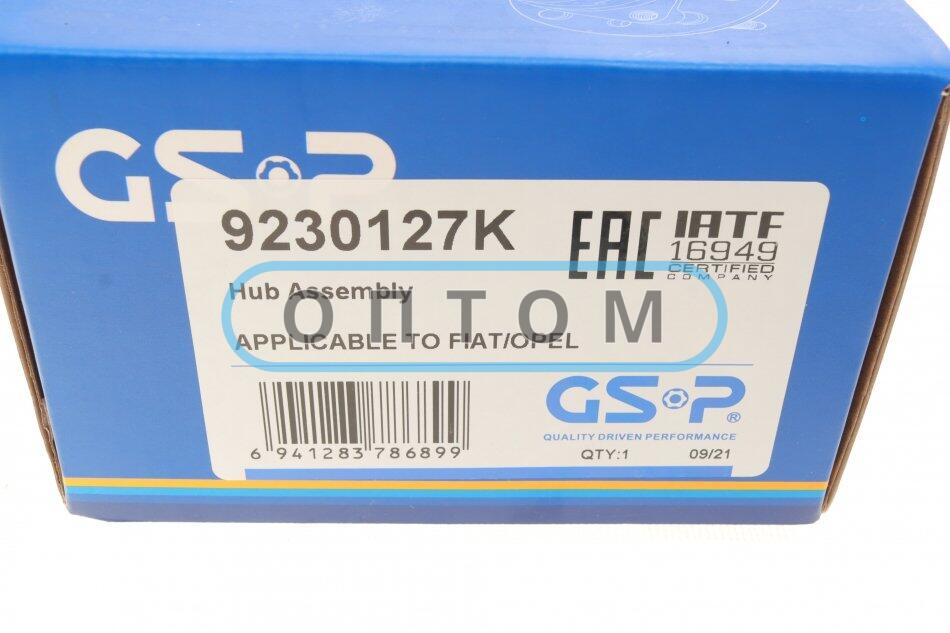 GSP
9230127K
EAC
IATF
16949
CERTIFIED
COMPANY
Hub Assembly
ОПТОМ
APPLICABLE TO FIAT/OPEL
GSP®
QUALITY DRIVEN PERFORMANCE
6 941283 786899
QTY:1 09/21